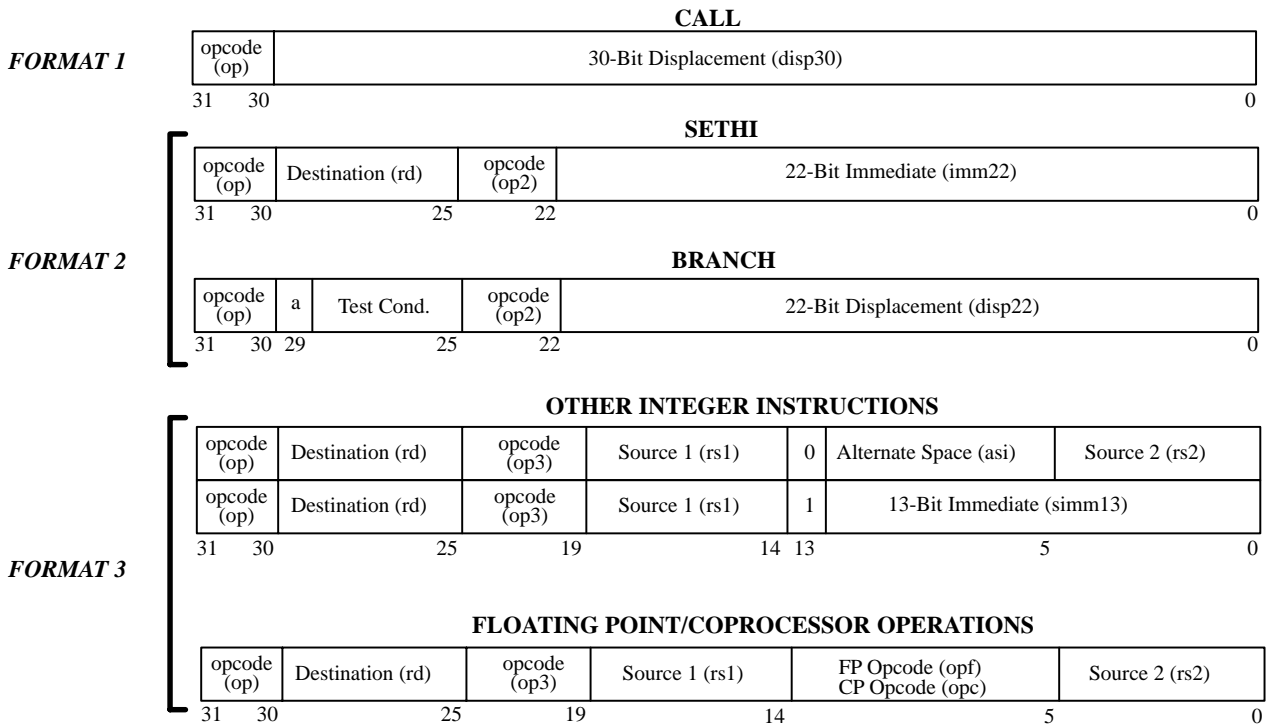 CALL
FORMAT 1
opcode (op) 30-Bit Displacement (disp30)
31 30 0
SETHI
opcode (op) Destination (rd) opcode (op2) 22-Bit Immediate (imm22)
31 30 25 22 0
FORMAT 2
BRANCH
opcode (op) a Test Cond. opcode (op2) 22-Bit Displacement (disp22)
31 30 29 25 22 0
OTHER INTEGER INSTRUCTIONS
opcode (op) Destination (rd) opcode (op3) Source 1 (rs1) 0 Alternate Space (asi) Source 2 (rs2)
opcode (op) Destination (rd) opcode (op3) Source 1 (rs1) 1 13-Bit Immediate (simm13)
31 30 25 19 14 13 5 0
FORMAT 3
FLOATING POINT/COPROCESSOR OPERATIONS
opcode (op) Destination (rd) opcode (op3) Source 1 (rs1) FP Opcode (opf) CP Opcode (opc) Source 2 (rs2)
31 30 25 19 14 5 0